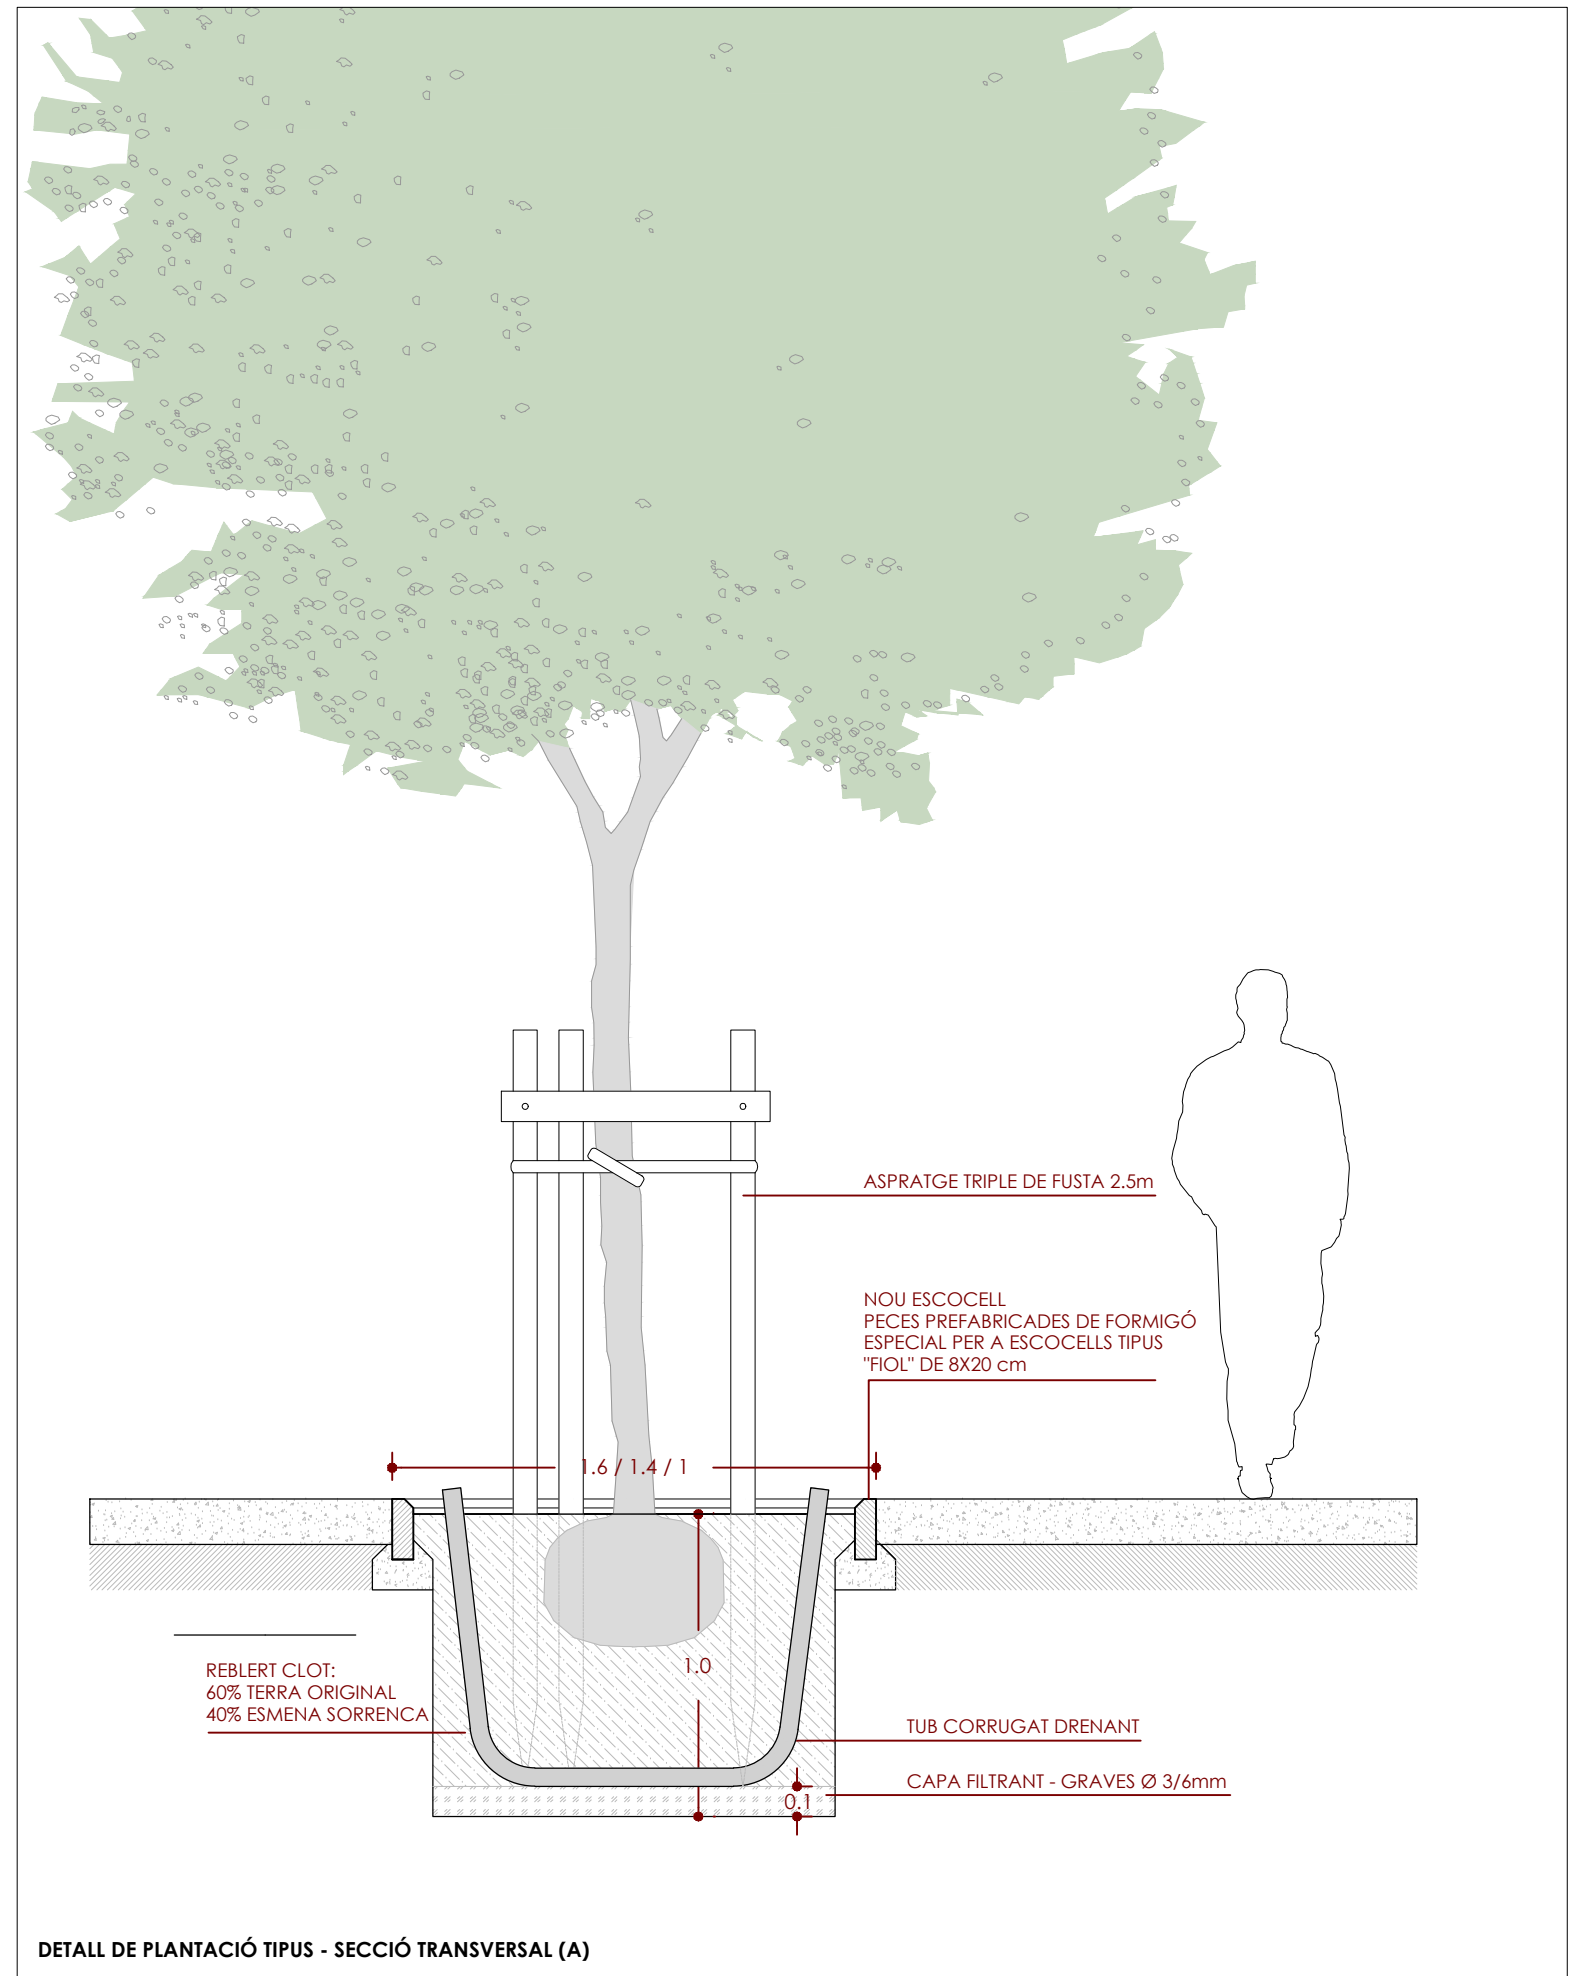 ASPRATGE TRIPLE DE FUSTA 2.5m
NOU ESCOCELL
PECES PREFABRICADES DE FORMIGÓ
ESPECIAL PER A ESCOCELLS TIPUS
"FIOL" DE 8X20 cm
1.6 / 1.4 / 1
1.0
REBLERT CLOT:
60% TERRA ORIGINAL
40% ESMENA SORRENCA
TUB CORRUGAT DRENANT
CAPA FILTRANT - GRAVES Ø 3/6mm
0.1
DETALL DE PLANTACIÓ TIPUS - SECCIÓ TRANSVERSAL (A)